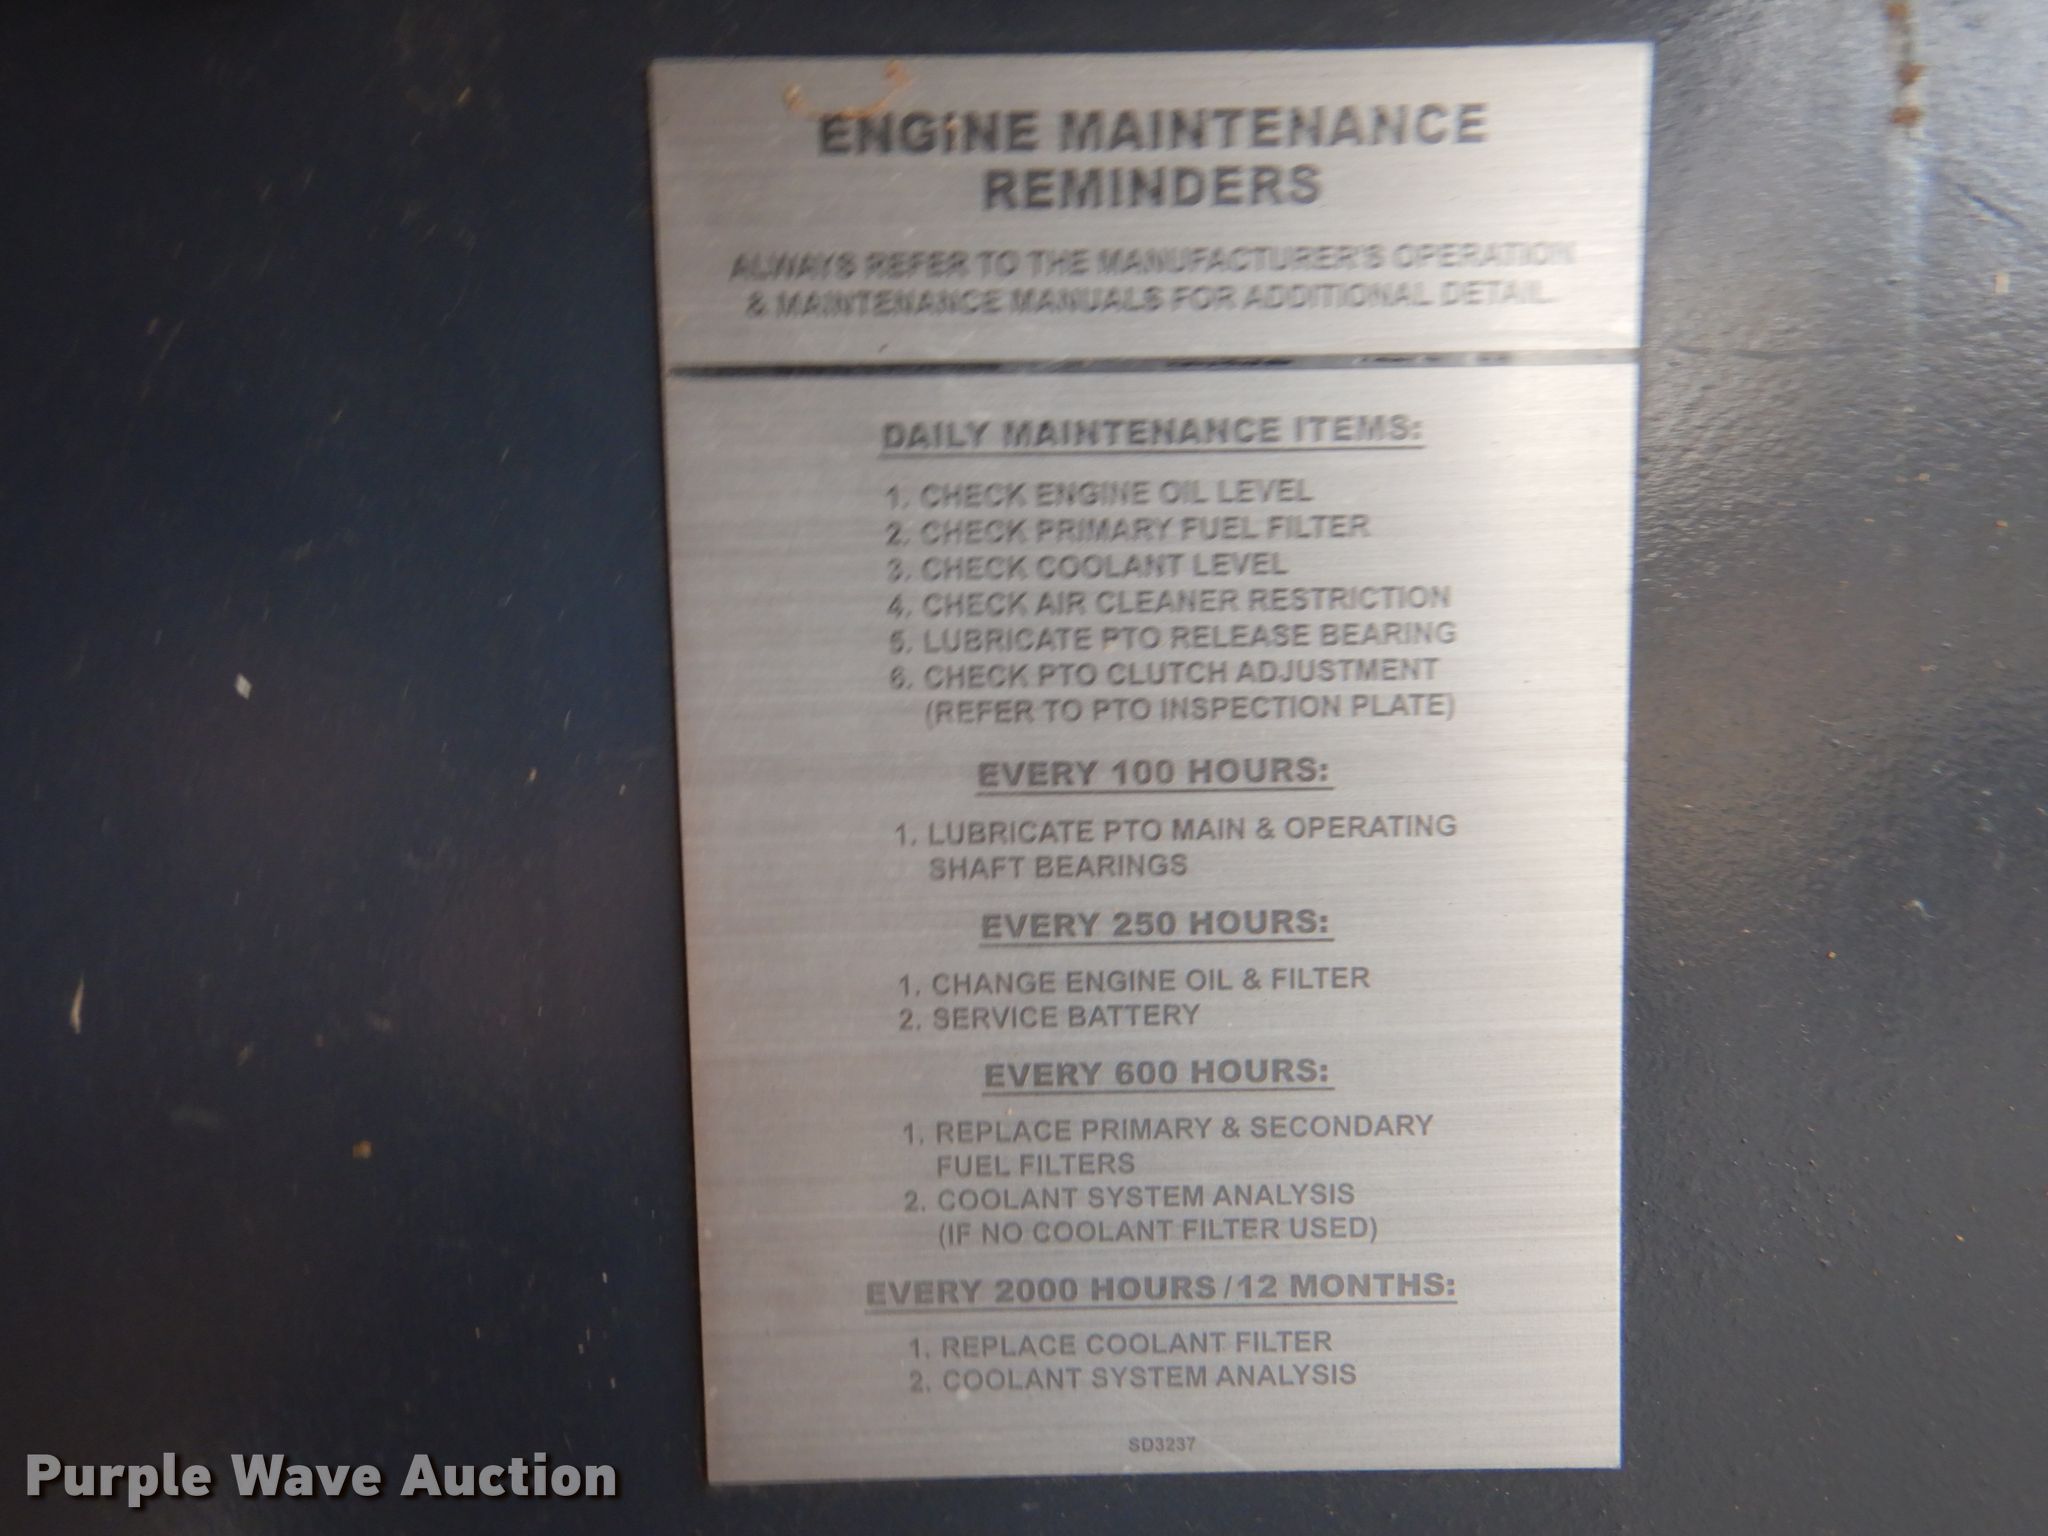 ENGINE MAINTENANCE
REMINDERS
ALWAYS REFER TO THE MANUFACTURER'S OPERATION
& MAINTENANCE MANUALS FOR ADDITIONAL DETAIL.
DAILY MAINTENANCE ITEMS:
1. CHECK ENGINE OIL LEVEL
2. CHECK PRIMARY FUEL FILTER
3. CHECK COOLANT LEVEL
4. CHECK AIR CLEANER RESTRICTION
5. LUBRICATE PTO RELEASE BEARING
6. CHECK PTO CLUTCH ADJUSTMENT
(REFER TO PTO INSPECTION PLATE)
EVERY 100 HOURS:
1. LUBRICATE PTO MAIN & OPERATING
SHAFT BEARINGS
EVERY 250 HOURS:
1. CHANGE ENGINE OIL & FILTER
2. SERVICE BATTERY
EVERY 600 HOURS:
1. REPLACE PRIMARY & SECONDARY
FUEL FILTERS
2. COOLANT SYSTEM ANALYSIS
(IF NO COOLANT FILTER USED)
EVERY 2000 HOURS / 12 MONTHS:
1. REPLACE COOLANT FILTER
2. COOLANT SYSTEM ANALYSIS
SD3237
Purple Wave Auction